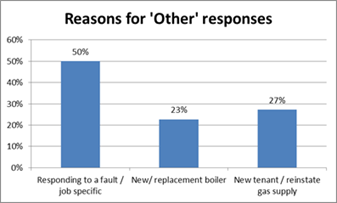 Reasons for 'Other' responses
60%
50%
40%
30%
20%
10%
0%
50%
23%
27%
Responding to a fault /
job specific
New/ replacement boiler
New tenant / reinstate
gas supply